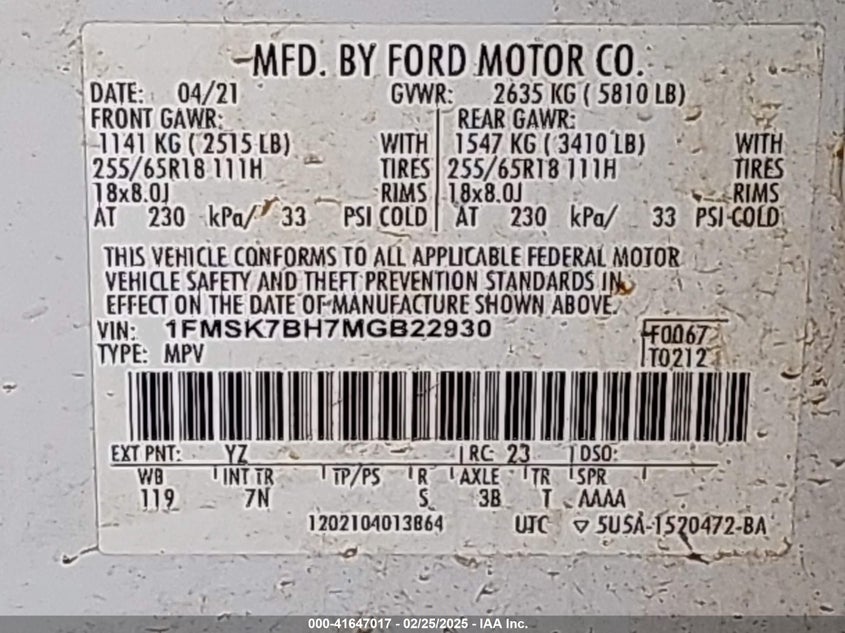 MFD. BY FORD MOTOR CO.
DATE: 04/21 GVWR: 2635 KG ( 5810 LB)
FRONT GAWR: REAR GAWR:
1141 KG ( 2515 LB) WITH 1547 KG ( 3410 LB) WITH
255/65R18 111H TIRES 255/65R18 111H TIRES
18x8.0J RIMS 18x8.0J RIMS
AT 230 kPa/ 33 PSI COLD AT 230 kPa/ 33 PSI COLD
THIS VEHICLE CONFORMS TO ALL APPLICABLE FEDERAL MOTOR
VEHICLE SAFETY AND THEFT PREVENTION STANDARDS IN
EFFECT ON THE DATE OF MANUFACTURE SHOWN ABOVE.
VIN: 1FMSK7BH7MGB22930 F0067
TYPE: MPV T0212
EXT PNT: YZ RC: 23 DSO:
WB INT TR TP/PS R AXLE TR SPR
119 7N S 3B T AAAA
1202104013864 UTC ▽ 5U5A-1520472-BA
000-41647017 - 02/25/2025 - IAA Inc.